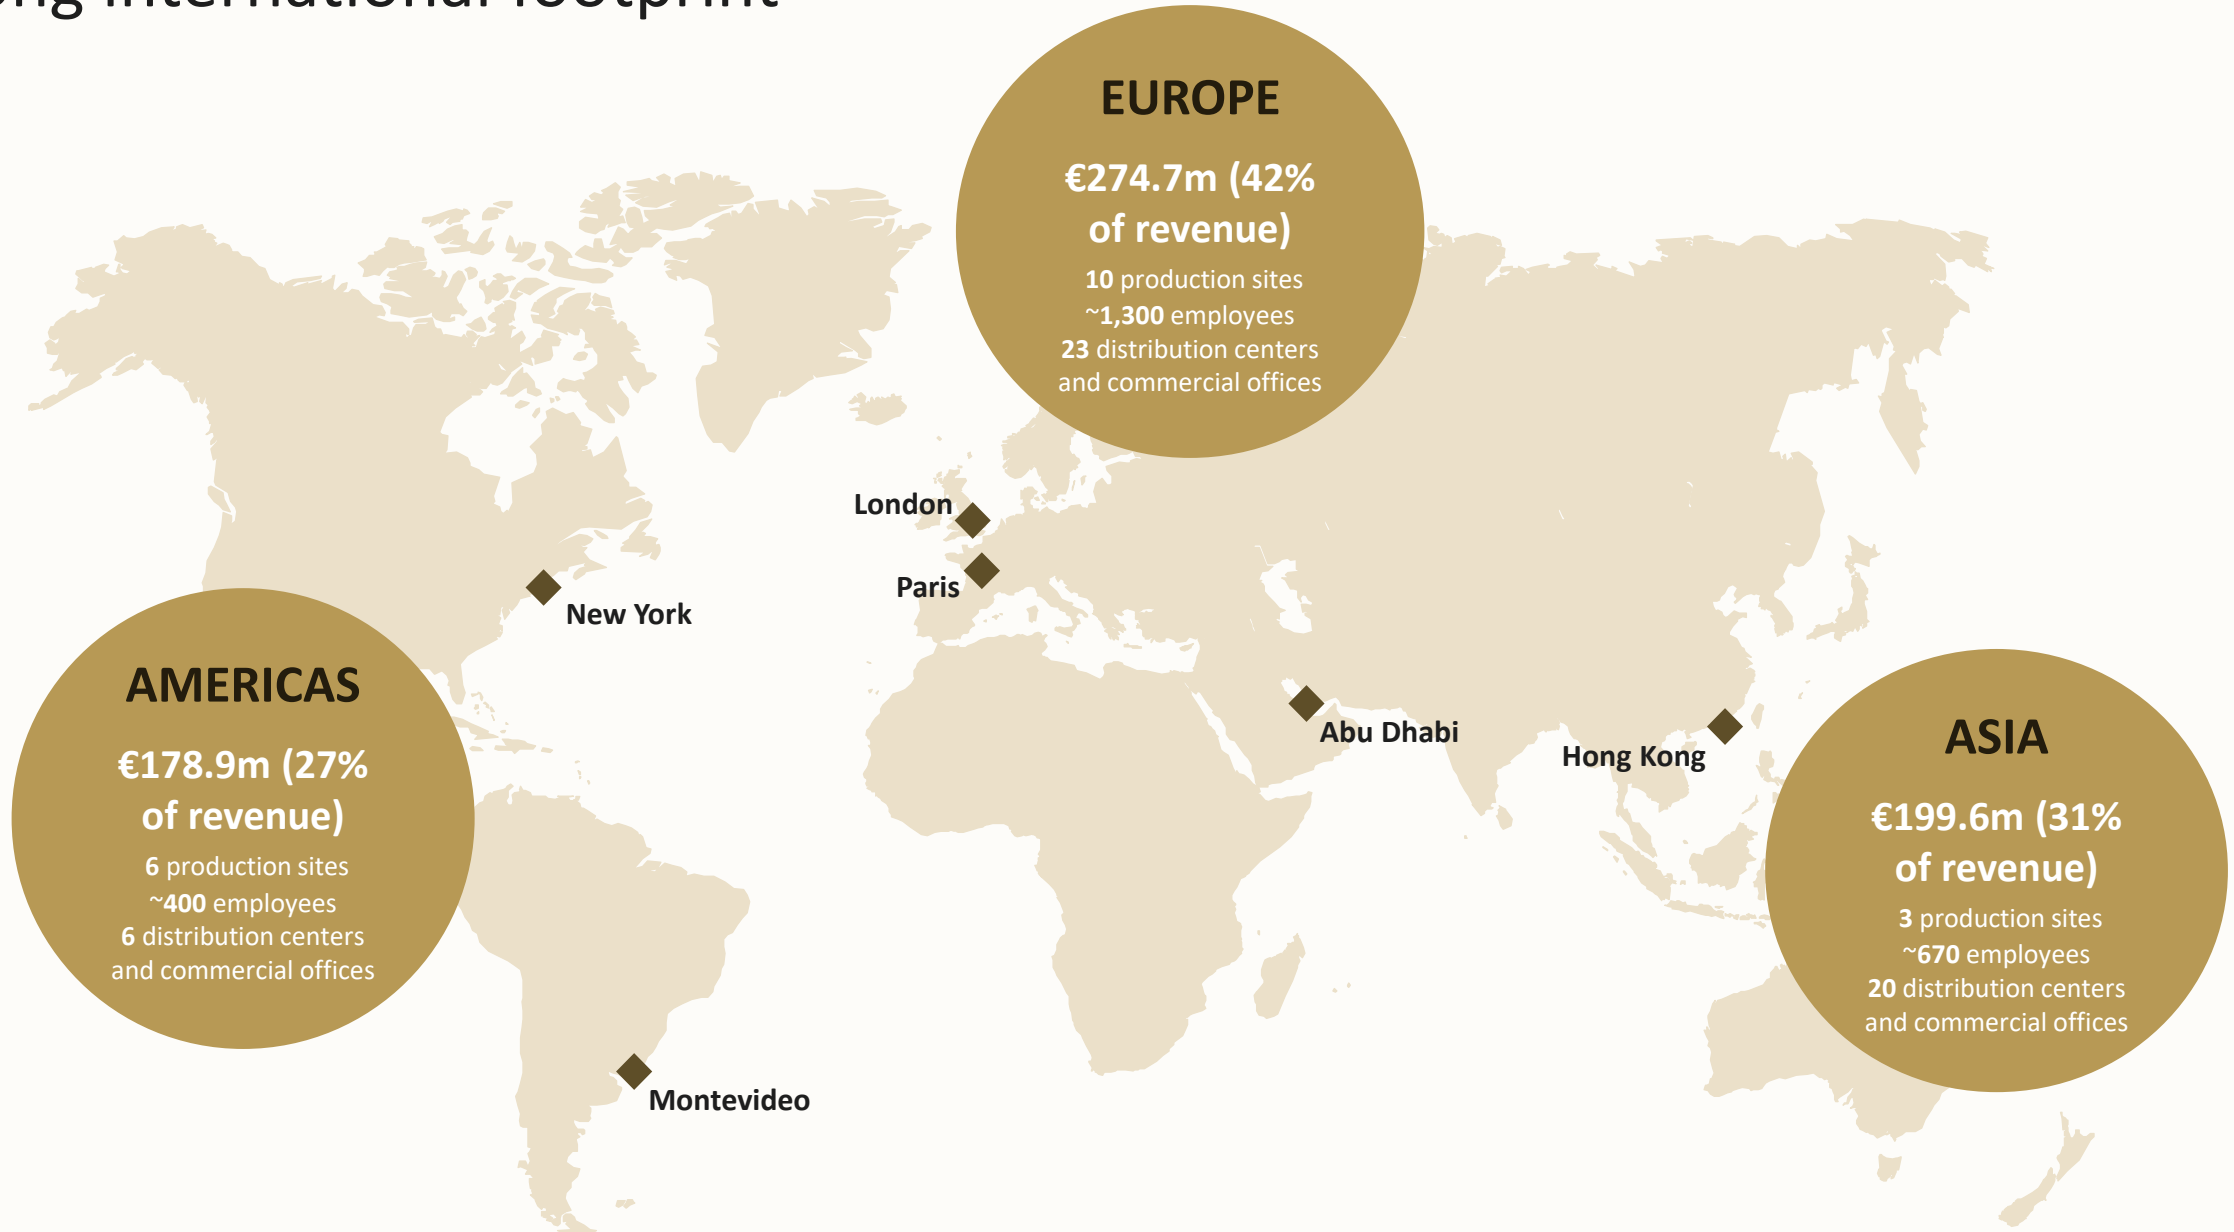 international footprint
EUROPE
€274.7m (42%
of revenue)
10 production sites
~1,300 employees
23 distribution centers
and commercial offices
London
Paris
New York
AMERICAS
€178.9m (27%
of revenue)
6 production sites
~400 employees
6 distribution centers
and commercial offices
Abu Dhabi
Hong Kong
ASIA
€199.6m (31%
of revenue)
3 production sites
~670 employees
20 distribution centers
and commercial offices
Montevideo